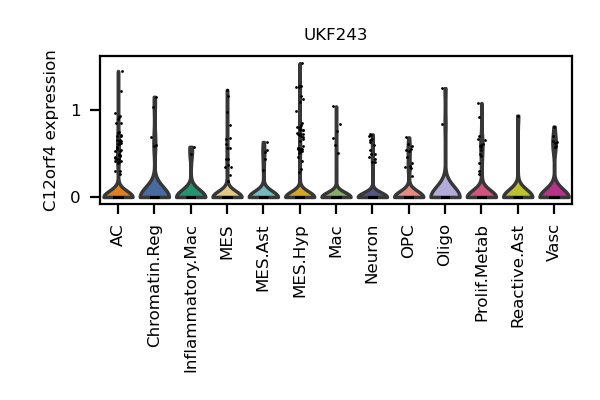 UKF243
C12orf4 expression
1
0
AC
Chromatin.Reg
Inflammatory.Mac
MES
MES.Ast
MES.Hyp
Mac
Neuron
OPC
Oligo
Prolif.Metab
Reactive.Ast
Vasc